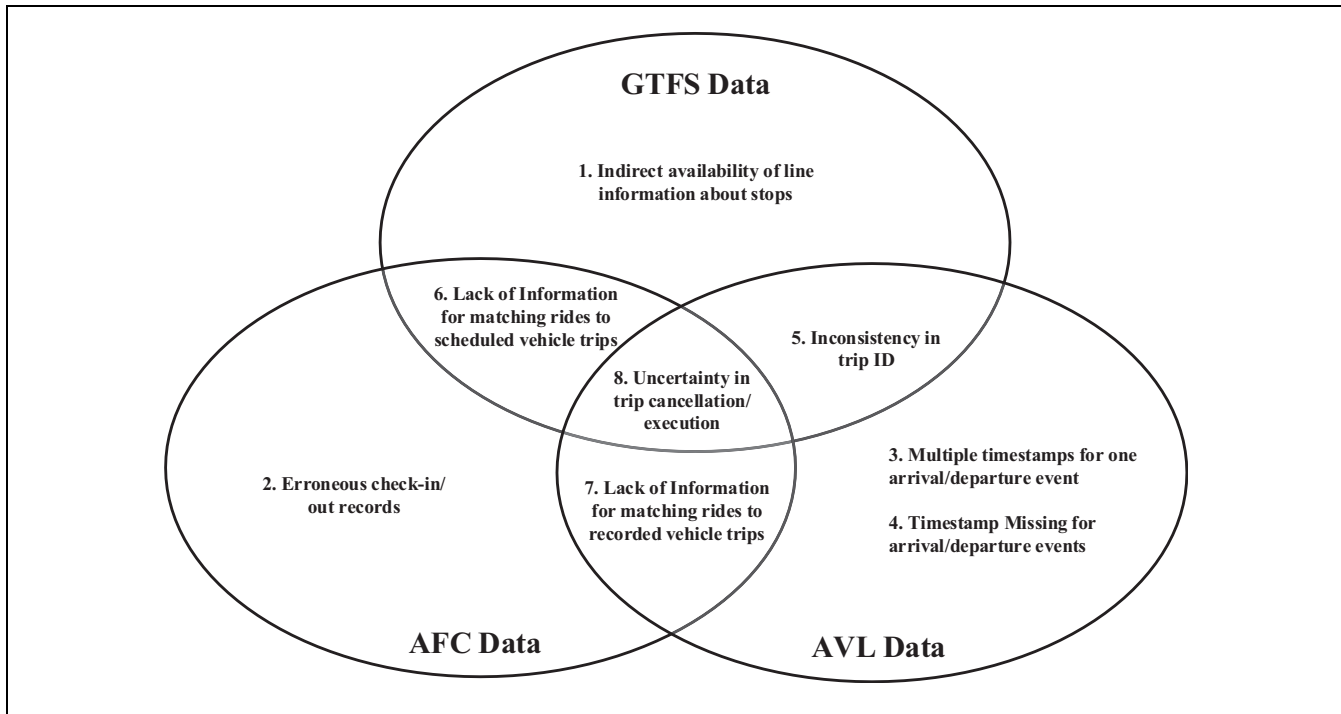 GTFS Data
1. Indirect availability of line
information about stops
6. Lack of Information
for matching rides to
scheduled vehicle trips
5. Inconsistency in
trip ID
8. Uncertainty in
trip cancellation/
execution
2. Erroneous check-in/
out records
7. Lack of Information
for matching rides to
recorded vehicle trips
3. Multiple timestamps for one
arrival/departure event
4. Timestamp Missing for
arrival/departure events
AFC Data
AVL Data